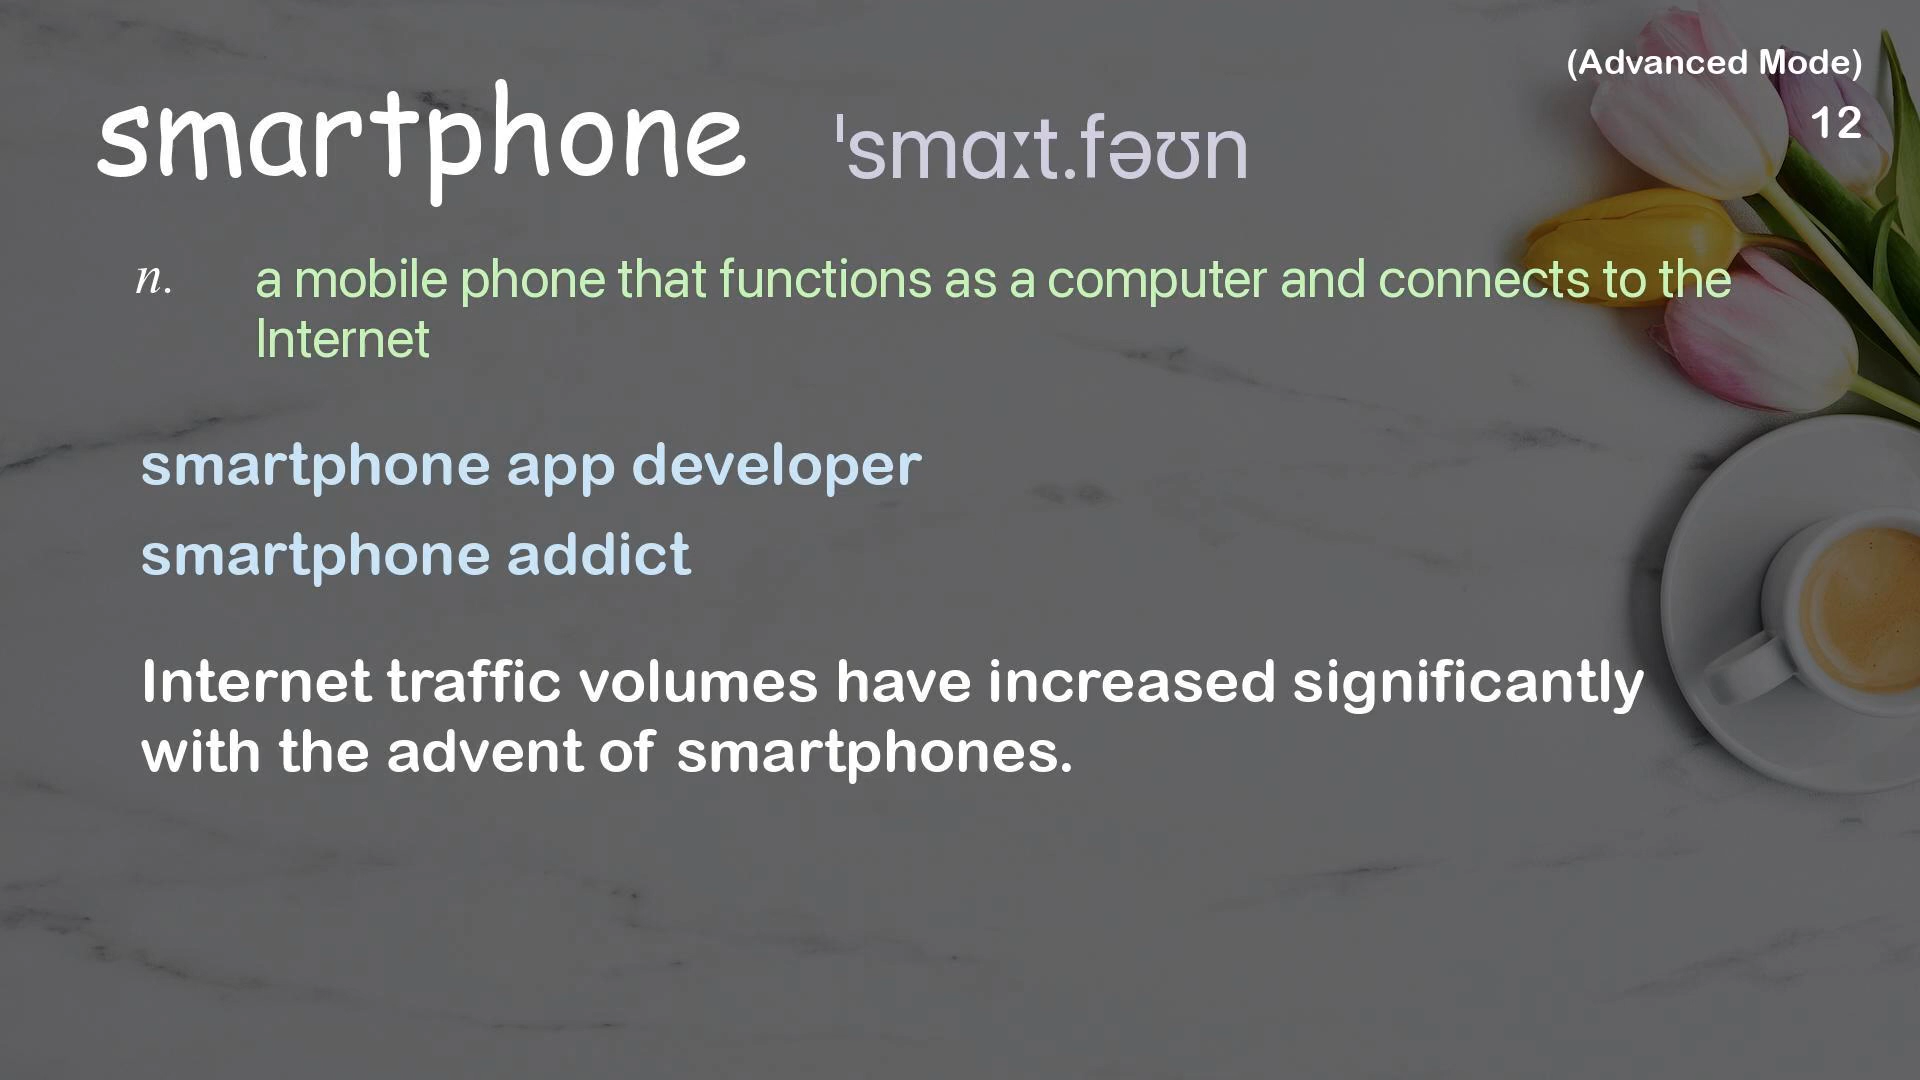 (Advanced Mode)
smartphone ˈsmɑːt.fəʊn
12
n. a mobile phone that functions as a computer and connects to the
Internet
smartphone app developer
smartphone addict
Internet traffic volumes have increased significantly
with the advent of smartphones.